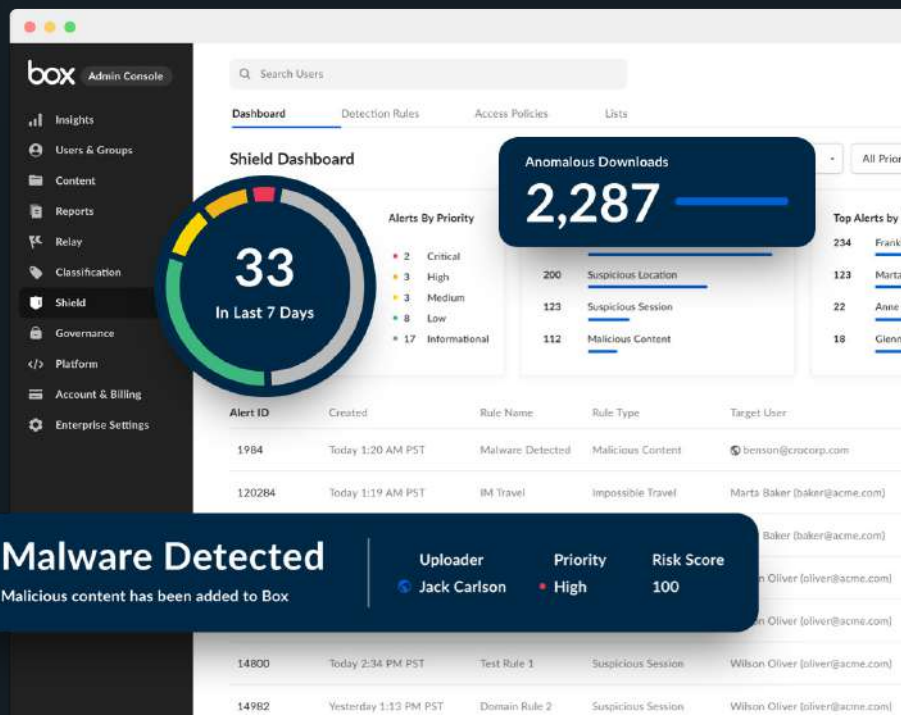 box Admin Console
Search Users
Insights
Users & Groups
Content
Reports
Relay
Classification
Shield
Governance
</> Platform
Account & Billing
Enterprise Settings
Dashboard Detection Rules Access Policies Lists
Shield Dashboard
All Prior
33
In Last 7 Days
Alerts By Priority
2 Critical
3 High
3 Medium
8 Low
17 Informational
Anomalous Downloads
2,287
200 Suspicious Location
123 Suspicious Session
112 Malicious Content
Top Alerts by
234 Frank
123 Marta
22 Anne
18 Glenn
Alert ID Created Rule Name Rule Type Target User
1984 Today 1:20 AM PST Malware Detected Malicious Content benson@crocorp.com
120284 Today 1:19 AM PST IM Travel Impossible Travel Marta Baker (baker@acme.com)
Baker (baker@acme.com)
n Oliver (oliver@acme.com)
n Oliver (oliver@acme.com)
Malware Detected
Malicious content has been added to Box
Uploader Priority Risk Score
Jack Carlson High 100
14800 Today 2:34 PM PST Test Rule 1 Suspicious Session Wilson Oliver (oliver@acme.com)
14982 Yesterday 1:13 PM PST Domain Rule 2 Suspicious Session Wilson Oliver (oliver@acme.com)